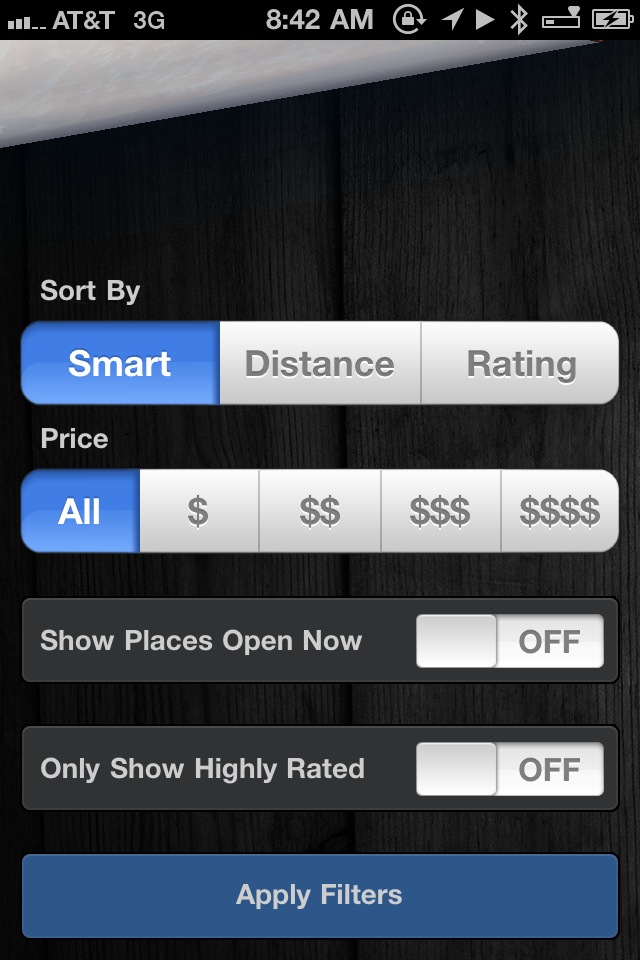 AT&T 3G 8:42 AM
Sort By
Smart Distance Rating
Price
All $ $$ $$$ $$$$
Show Places Open Now OFF
Only Show Highly Rated OFF
Apply Filters